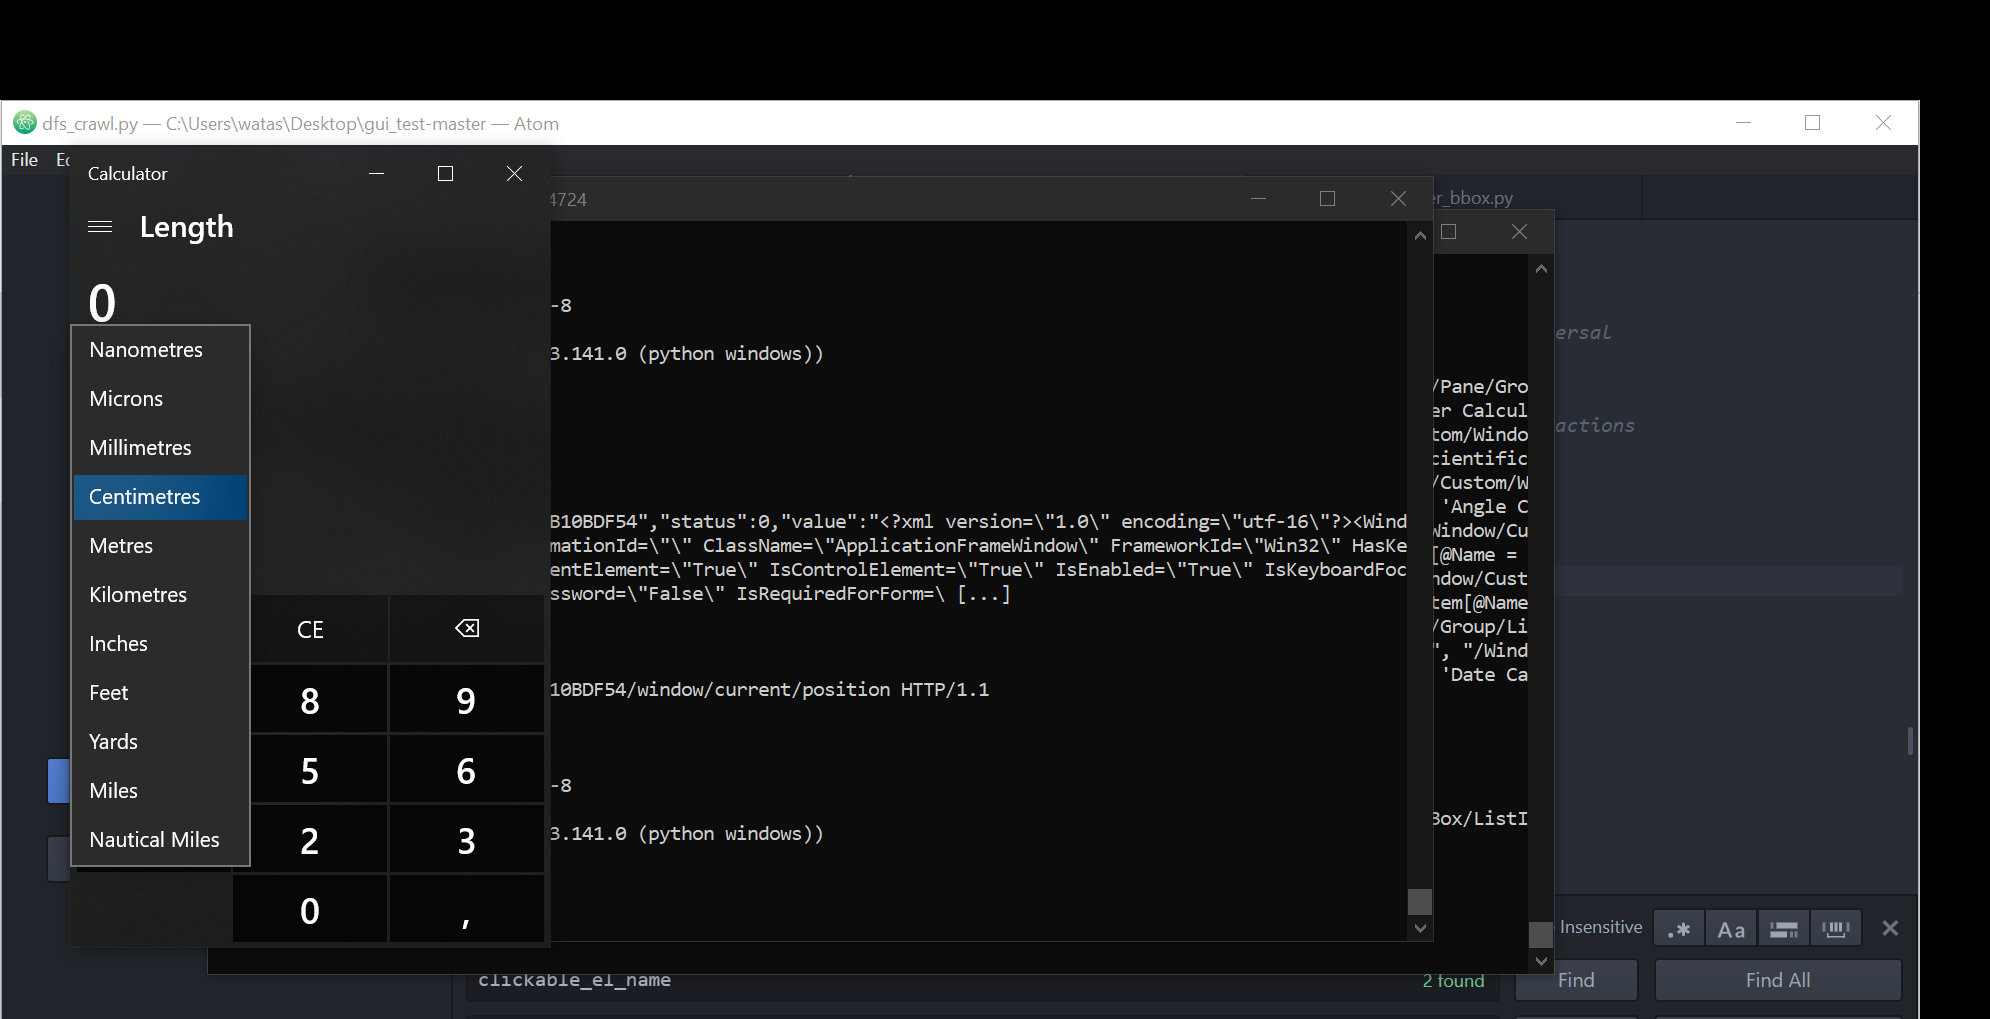 dfs_crawl.py — C:\Users\watas\Desktop\gui_test-master — Atom
File
Calculator
Length
0
Nanometres
Microns
Millimetres
Centimetres
Metres
Kilometres
Inches
Feet
Yards
Miles
Nautical Miles
CE
8 9
5 6
2 3
0 ,
4724
-8
3.141.0 (python windows))
B10BDF54","status":0,"value":"<?xml version=\"1.0\" encoding=\"utf-16\"?><Wind
mationId=\"\" ClassName=\"ApplicationFrameWindow\" FrameworkId=\"Win32\" HasKe
entElement=\"True\" IsControlElement=\"True\" IsEnabled=\"True\" IsKeyboardFoc
ssword=\"False\" IsRequiredForForm=\ [...]
10BDF54/window/current/position HTTP/1.1
-8
3.141.0 (python windows))
er_bbox.py
ersal
actions
/Pane/Gro
er Calcul
tom/Windo
cientific
/Custom/W
'Angle C
Window/Cu
[@Name =
ndow/Cust
tem[@Name
/Group/Li
", "/Wind
'Date Ca
Box/ListI
Insensitive
.* Aa
clickable_el_name
2 found
Find
Find All